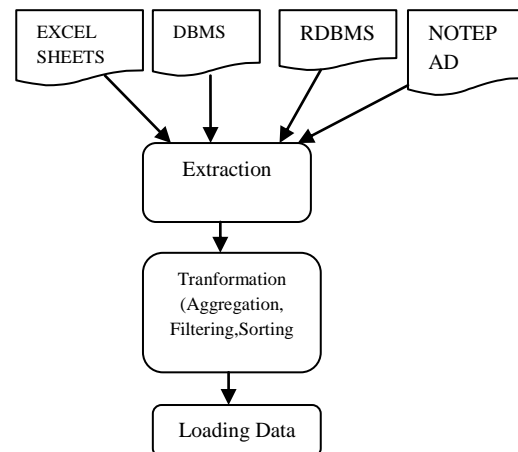 EXCEL
SHEETS
DBMS
RDBMS
NOTEP
AD
Extraction
Tranformation
(Aggregation,
Filtering,Sorting
Loading Data